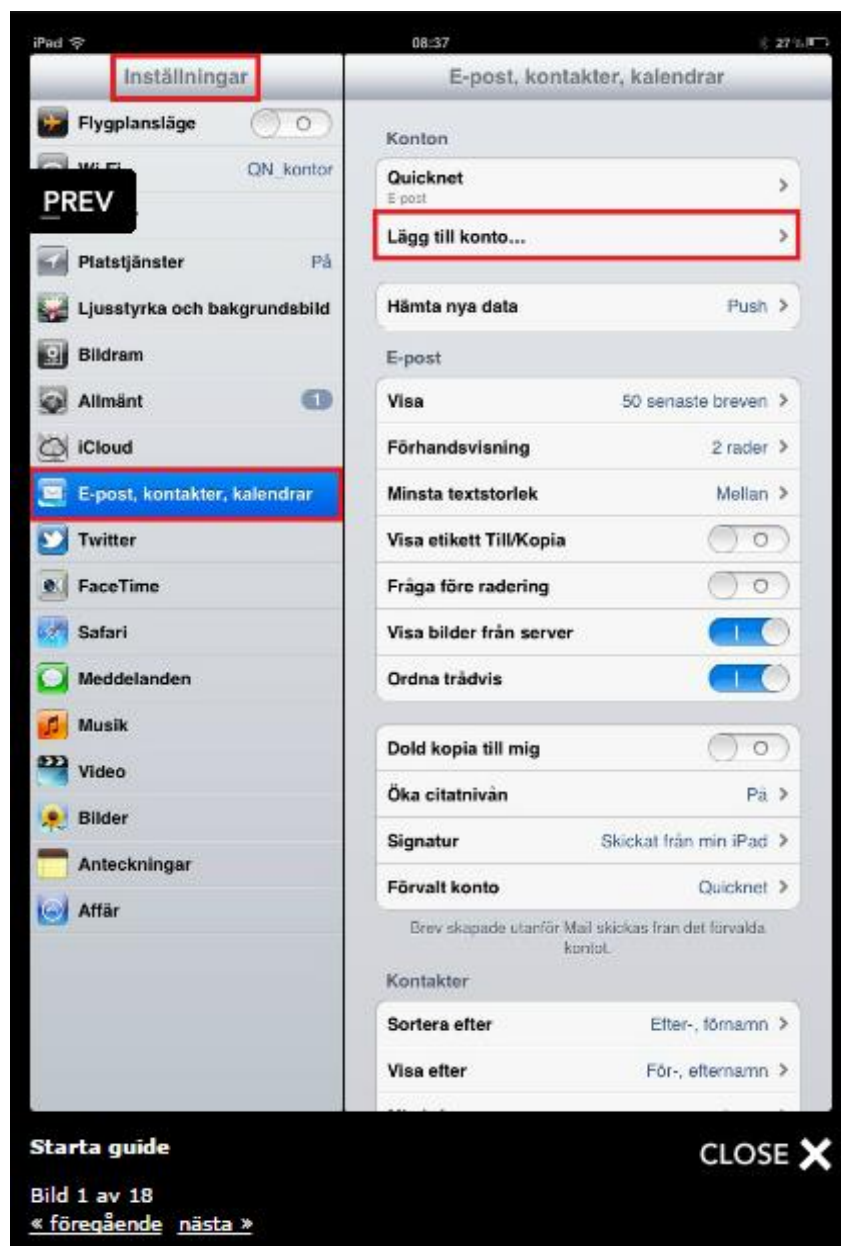 iPad
08:37
27 %
Inställningar
Flygplansläge
Wi-Fi
QN_kontor
PREV
Platstjänster
På
Ljusstyrka och bakgrundsbild
Bildram
Allmänt
1
iCloud
E-post, kontakter, kalendrar
Twitter
FaceTime
Safari
Meddelanden
Musik
Video
Bilder
Anteckningar
Affär
E-post, kontakter, kalendrar
Konton
Quicknet
E-post
Lägg till konto...
Hämta nya data
Push
E-post
Visa
50 senaste breven
Förhandsvisning
2 rader
Minsta textstorlek
Mellan
Visa etikett Till/Kopia
Fråga före radering
Visa bilder från server
Ordna trådvis
Dold kopia till mig
Öka citatnivån
På
Signatur
Skickat från min iPad
Förvalt konto
Quicknet
Brev skapade utanför Mail skickas från det förvalda
kontot.
Kontakter
Sortera efter
Efter-, förnamn
Visa efter
För-, efternamn
Starta guide
CLOSE
Bild 1 av 18
« föregående nästa »